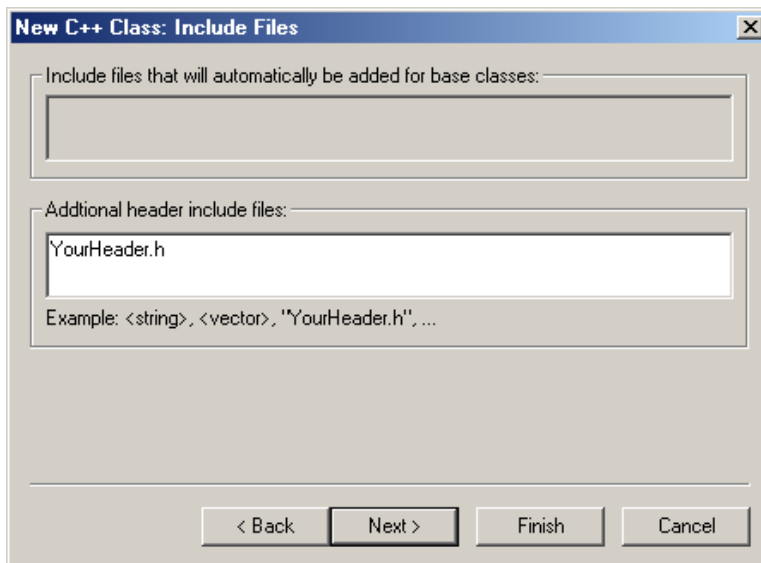 New C++ Class: Include Files
Include files that will automatically be added for base classes:
Addtional header include files:
YourHeader.h
Example: <string>, <vector>, "YourHeader.h", ...
< Back Next > Finish Cancel